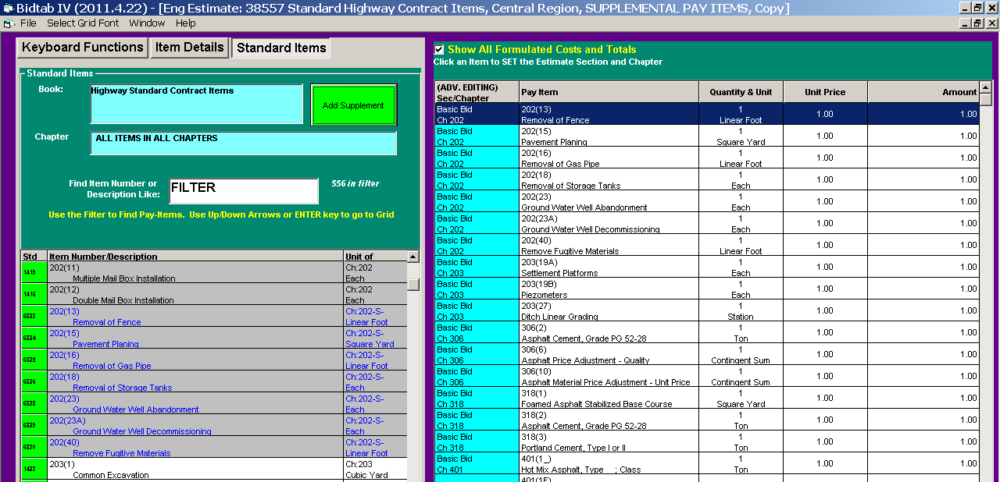 Bidtab IV (2011.4.22) - [Eng Estimate: 38557 Standard Highway Contract Items, Central Region, SUPPLEMENTAL PAY ITEMS, Copy]
File Select Grid Font Window Help
Keyboard Functions Item Details Standard Items
Standard Items
Book: Highway Standard Contract Items
Add Supplement
Chapter ALL ITEMS IN ALL CHAPTERS
Find Item Number or
Description Like: FILTER 556 in filter
Use the Filter to Find Pay-Items. Use Up/Down Arrows or ENTER key to go to Grid
Std Item Number/Description Unit of
1419 202(11) Ch:202
Multiple Mail Box Installation Each
1416 202(12) Ch:202
Double Mail Box Installation Each
6823 202(13) Ch:202-S-
Removal of Fence Linear Foot
6824 202(15) Ch:202-S-
Pavement Planing Square Yard
6825 202(16) Ch:202-S-
Removal of Gas Pipe Linear Foot
6826 202(18) Ch:202-S-
Removal of Storage Tanks Each
6828 202(23) Ch:202-S-
Ground Water Well Abandonment Each
6829 202(23A) Ch:202-S-
Ground Water Well Decommissioning Each
6830 202(40) Ch:202-S-
Remove Fugitive Materials Linear Foot
1423 203(1) Ch:203
Common Excavation Cubic Yard
Show All Formulated Costs and Totals
Click an Item to SET the Estimate Section and Chapter
(ADV. EDITING)
Sec/Chapter Pay Item Quantity & Unit Unit Price Amount
Basic Bid 202(13) 1 1.00 1.00
Ch 202 Removal of Fence Linear Foot
Basic Bid 202(15) 1 1.00 1.00
Ch 202 Pavement Planing Square Yard
Basic Bid 202(16) 1 1.00 1.00
Ch 202 Removal of Gas Pipe Linear Foot
Basic Bid 202(18) 1 1.00 1.00
Ch 202 Removal of Storage Tanks Each
Basic Bid 202(23) 1 1.00 1.00
Ch 202 Ground Water Well Abandonment Each
Basic Bid 202(23A) 1 1.00 1.00
Ch 202 Ground Water Well Decommissioning Each
Basic Bid 202(40) 1 1.00 1.00
Ch 202 Remove Fugitive Materials Linear Foot
Basic Bid 203(19A) 1 1.00 1.00
Ch 203 Settlement Platforms Each
Basic Bid 203(19B) 1 1.00 1.00
Ch 203 Piezometers Each
Basic Bid 203(27) 1 1.00 1.00
Ch 203 Ditch Linear Grading Station
Basic Bid 306(2) 1 1.00 1.00
Ch 306 Asphalt Cement, Grade PG 52-28 Ton
Basic Bid 306(6) 1 1.00 1.00
Ch 306 Asphalt Price Adjustment - Quality Contingent Sum
Basic Bid 306(10) 1 1.00 1.00
Ch 306 Asphalt Material Price Adjustment - Unit Price Contingent Sum
Basic Bid 318(1) 1 1.00 1.00
Ch 318 Foamed Asphalt Stabilized Base Course Square Yard
Basic Bid 318(2) 1 1.00 1.00
Ch 318 Asphalt Cement, Grade PG 52-28 Ton
Basic Bid 318(3) 1 1.00 1.00
Ch 318 Portland Cement, Type I or II Ton
Basic Bid 401(1_) 1 1.00 1.00
Ch 401 Hot Mix Asphalt, Type __; Class Ton